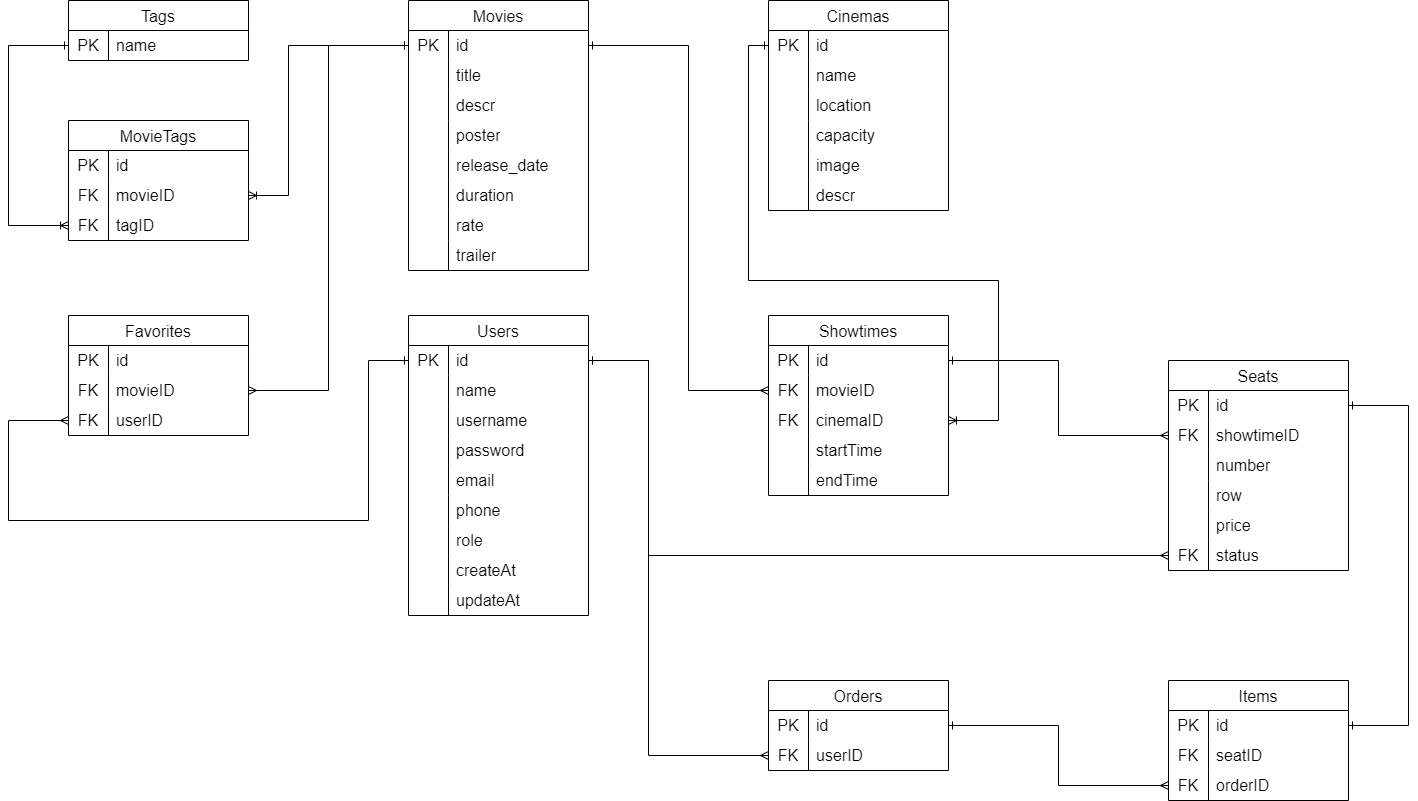 Tags
PK name
MovieTags
PK id
FK movieID
FK tagID
Favorites
PK id
FK movieID
FK userID
Movies
PK id
title
descr
poster
release_date
duration
rate
trailer
Users
PK id
name
username
password
email
phone
role
createAt
updateAt
Cinemas
PK id
name
location
capacity
image
descr
Showtimes
PK id
FK movieID
FK cinemaID
startTime
endTime
Orders
PK id
FK userID
Seats
PK id
FK showtimeID
number
row
price
FK status
Items
PK id
FK seatID
FK orderID